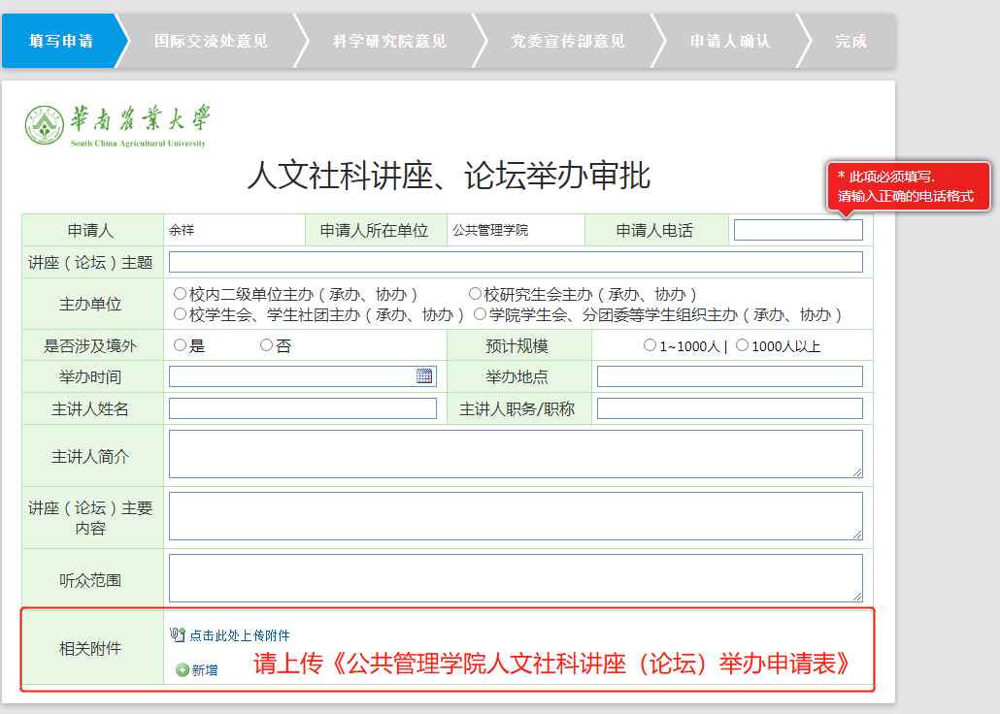 填写申请 国际交流处意见 科学研究院意见 党委宣传部意见 申请人确认 完成
華南農業大學
South China Agricultural University
人文社科讲座、论坛举办审批
* 此项必须填写.
请输入正确的电话格式
申请人 余祥 申请人所在单位 公共管理学院 申请人电话
讲座（论坛）主题
主办单位 校内二级单位主办（承办、协办） 校研究生会主办（承办、协办）
校学生会、学生社团主办（承办、协办） 学院学生会、分团委等学生组织主办（承办、协办）
是否涉及境外 是 否 预计规模 1~1000人 | 1000人以上
举办时间 举办地点
主讲人姓名 主讲人职务/职称
主讲人简介
讲座（论坛）主要
内容
听众范围
相关附件 点击此处上传附件
新增 请上传《公共管理学院人文社科讲座（论坛）举办申请表》